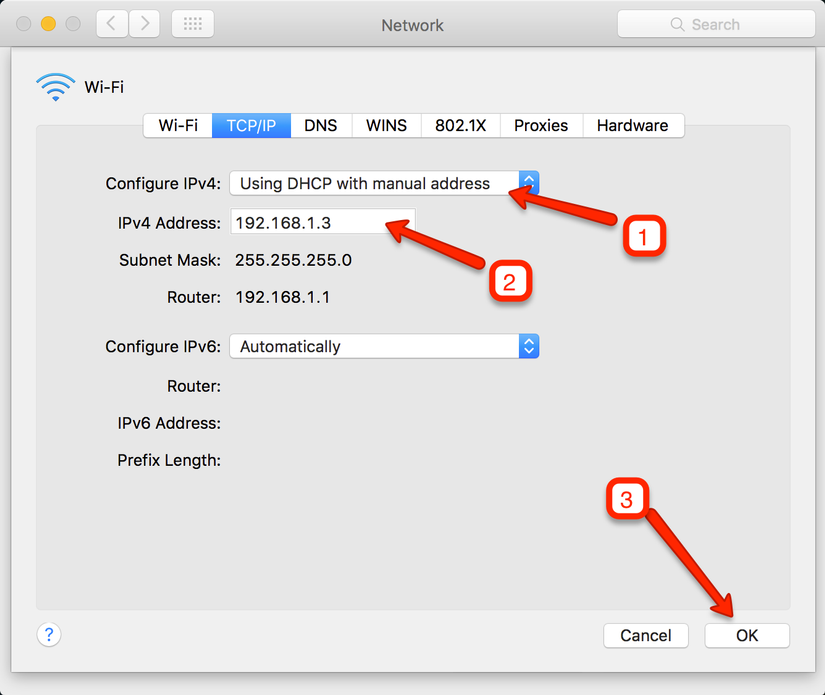 Network
Search
Wi-Fi
Wi-Fi TCP/IP DNS WINS 802.1X Proxies Hardware
Configure IPv4: Using DHCP with manual address
1
IPv4 Address: 192.168.1.3
Subnet Mask: 255.255.255.0
2
Router: 192.168.1.1
Configure IPv6: Automatically
Router:
IPv6 Address:
Prefix Length:
3
? Cancel OK